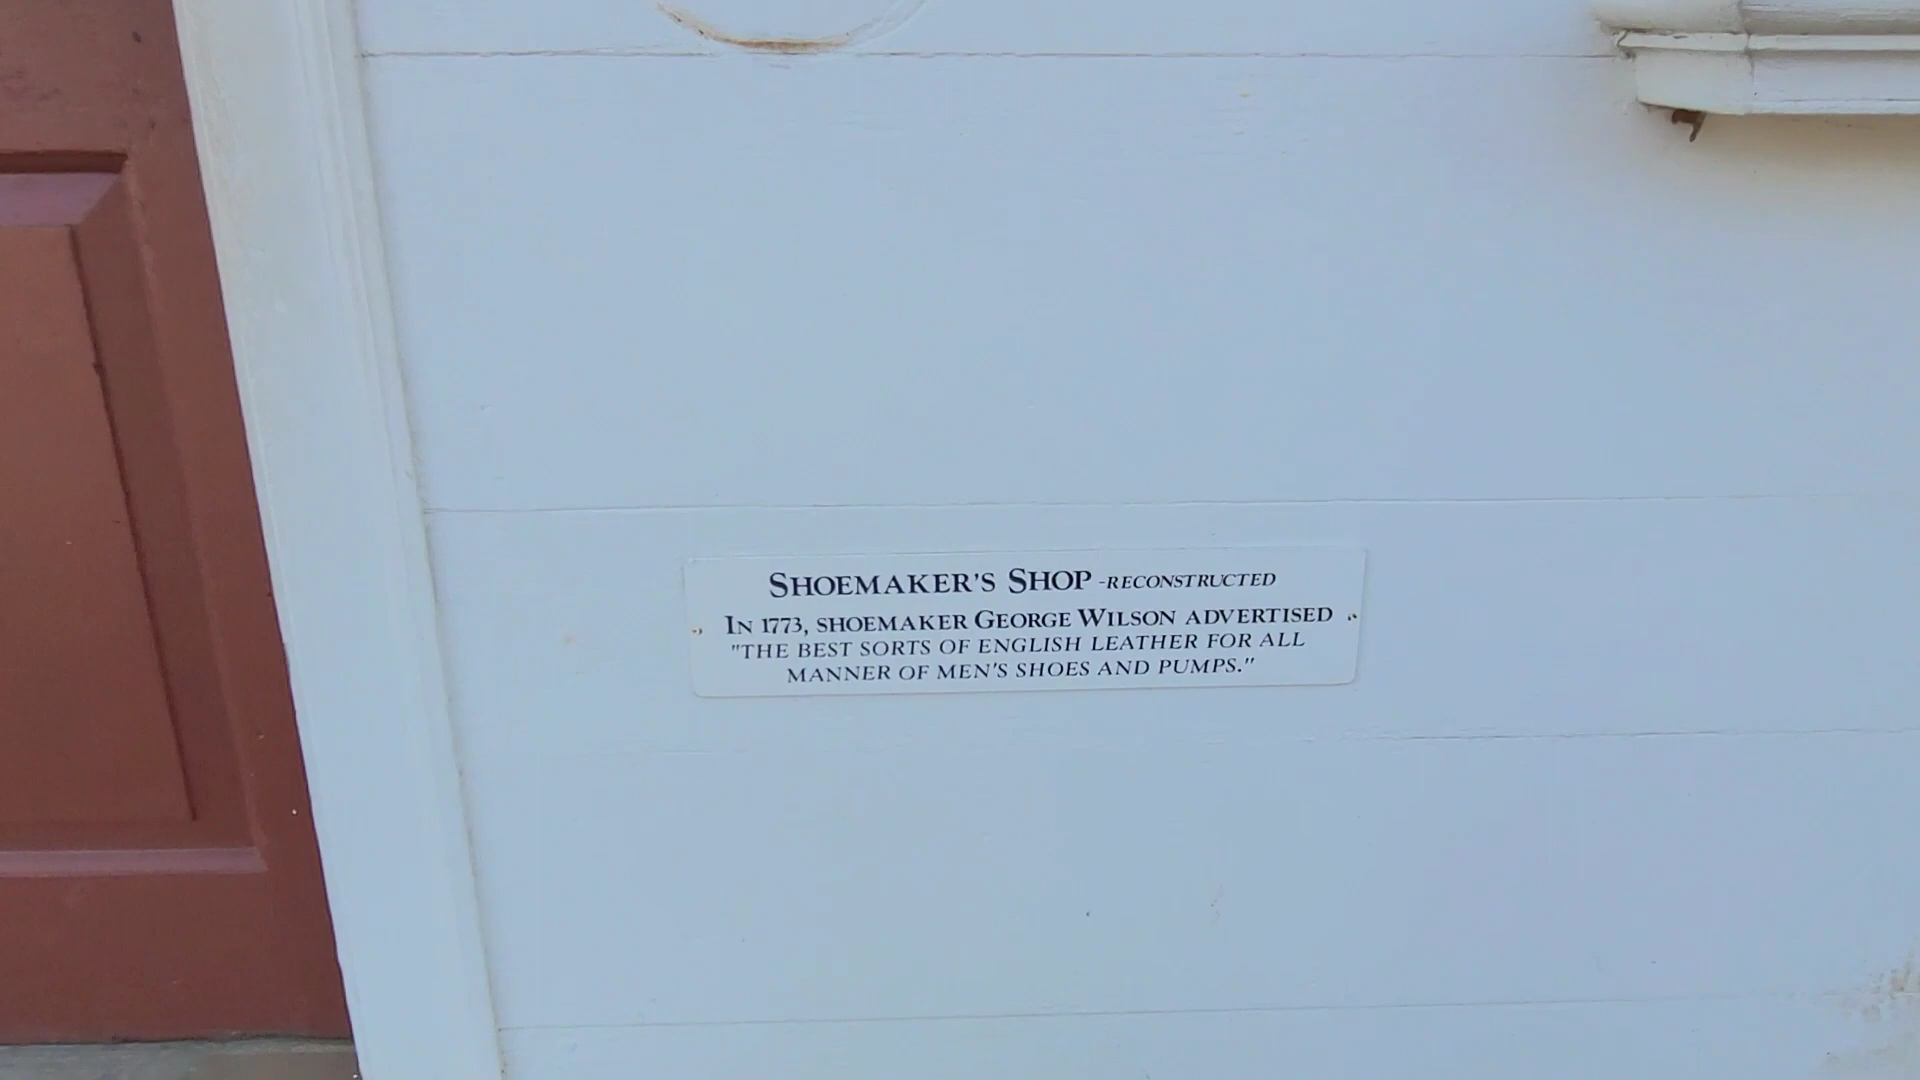 SHOEMAKER'S SHOP -RECONSTRUCTED
IN 1773, SHOEMAKER GEORGE WILSON ADVERTISED
"THE BEST SORTS OF ENGLISH LEATHER FOR ALL
MANNER OF MEN'S SHOES AND PUMPS."